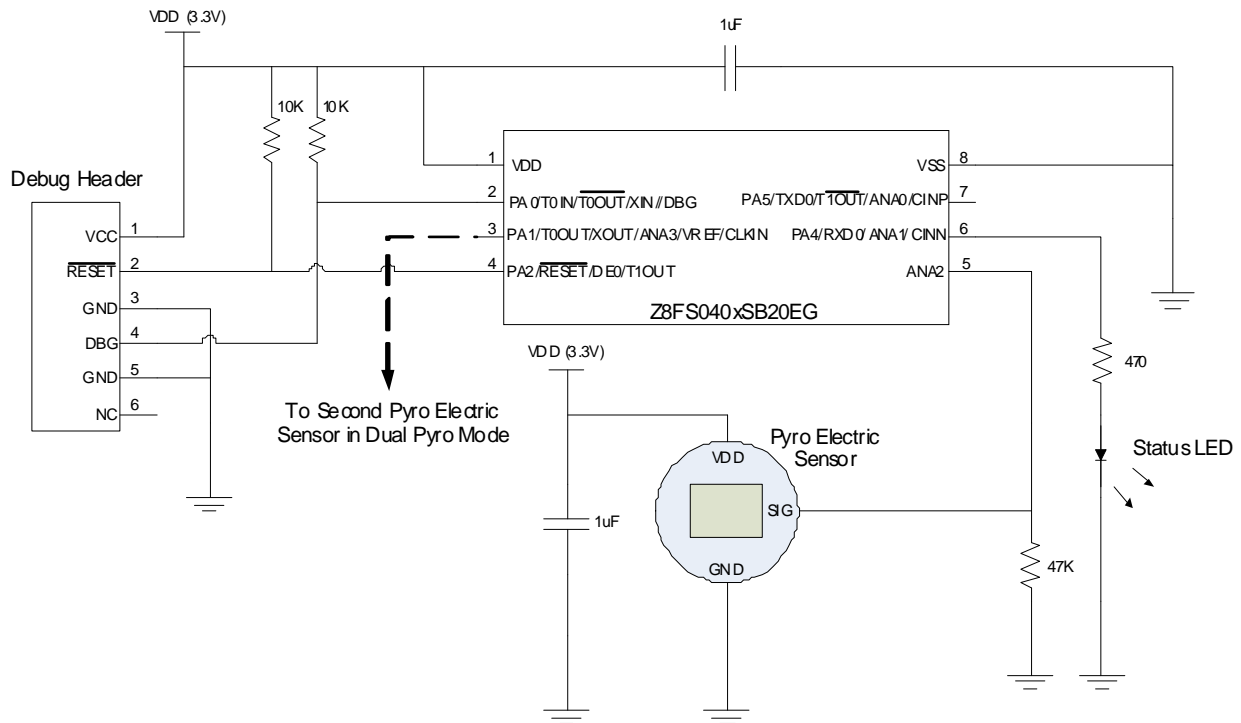 VDD (3.3V)
1uF
10K
10K
Debug Header
1
VDD
VSS
8
2
PA0/T0IN/T0OUT/XIN//DBG
PA5/TXD0/T1OUT/ANA0/CINP
7
VCC
1
3
PA1/T0OUT/XOUT/ANA3/VREF/CLKIN
PA4/RXD0/ANA1/CINN
6
RESET
2
4
PA2/RESET/DE0/T1OUT
ANA2
5
GND
3
Z8FS040xSB20EG
DBG
4
VDD (3.3V)
470
GND
5
NC
6
To Second Pyro Electric
Sensor in Dual Pyro Mode
Pyro Electric
Sensor
Status LED
VDD
SIG
1uF
GND
47K